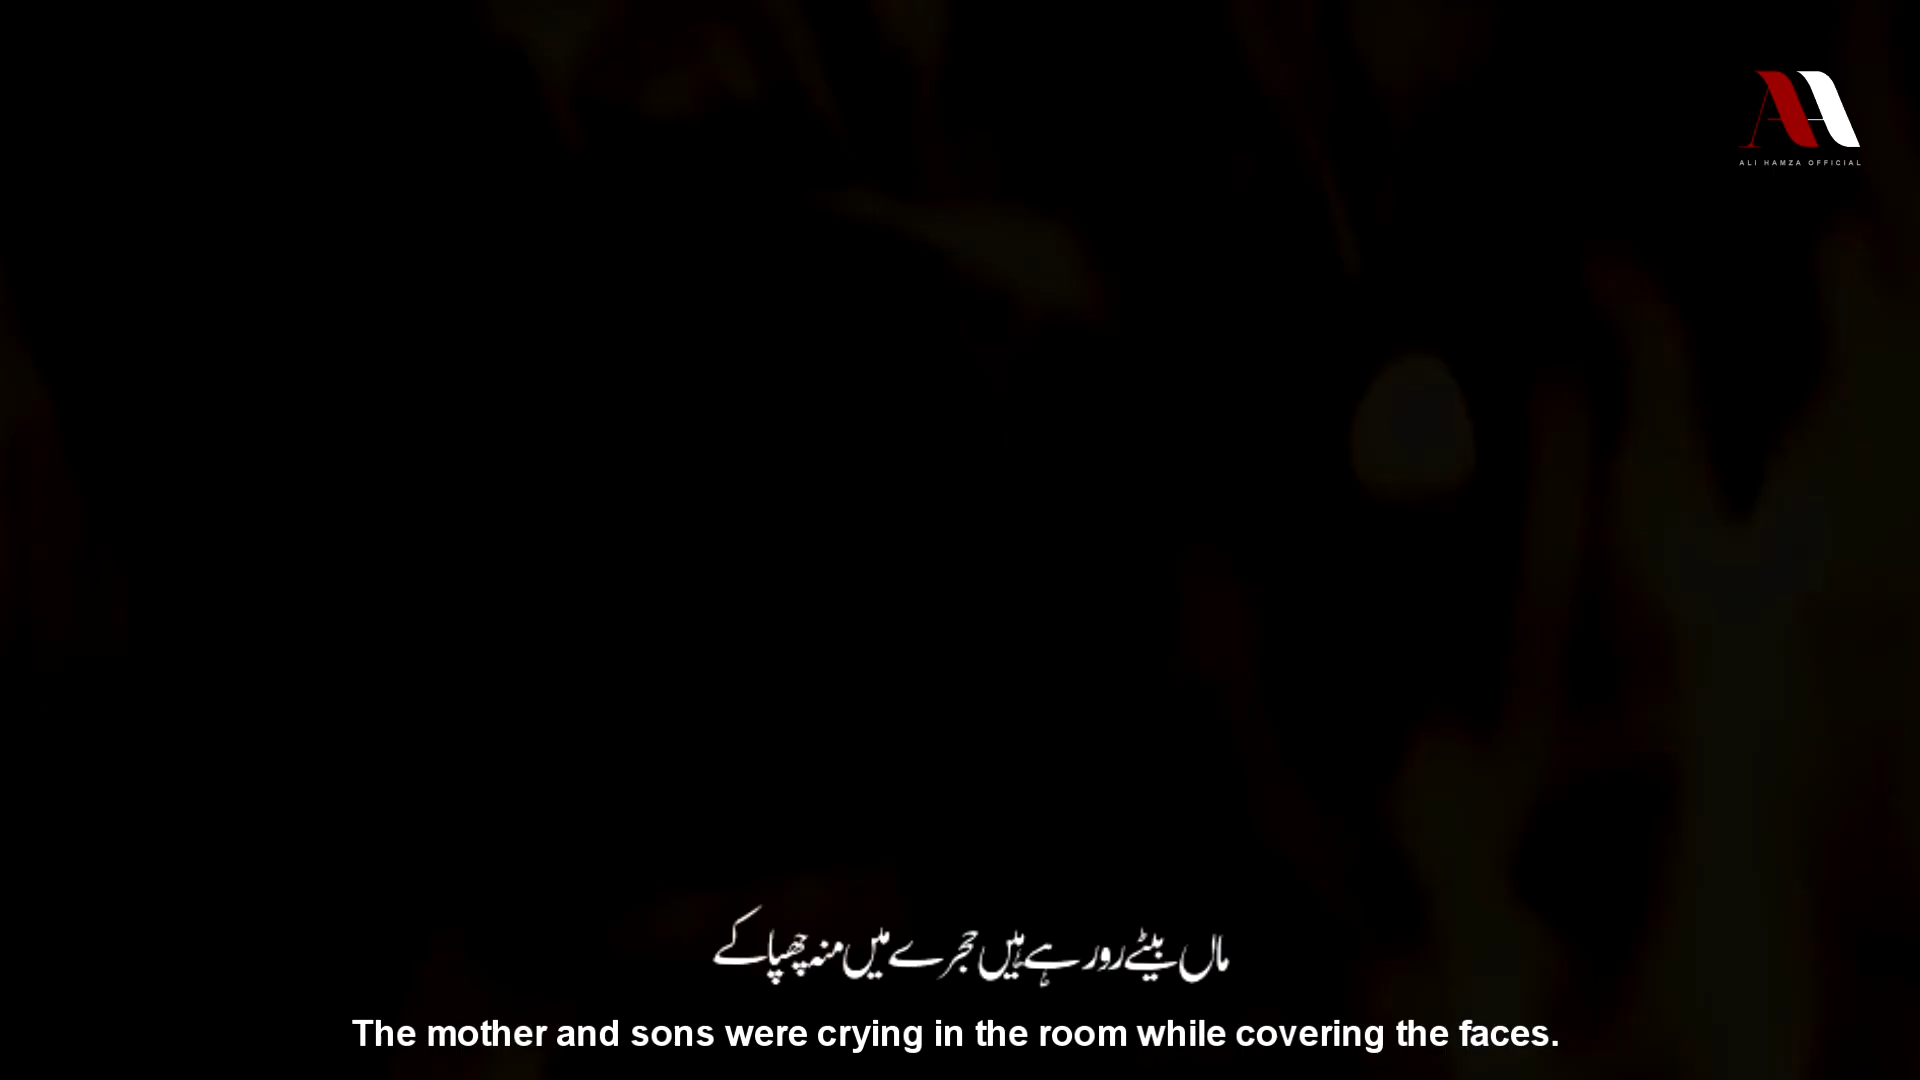 ALI HAMZA OFFICIAL
ماں بیٹے رو رہے ہیں حجرے میں منہ چھپا کے
The mother and sons were crying in the room while covering the faces.